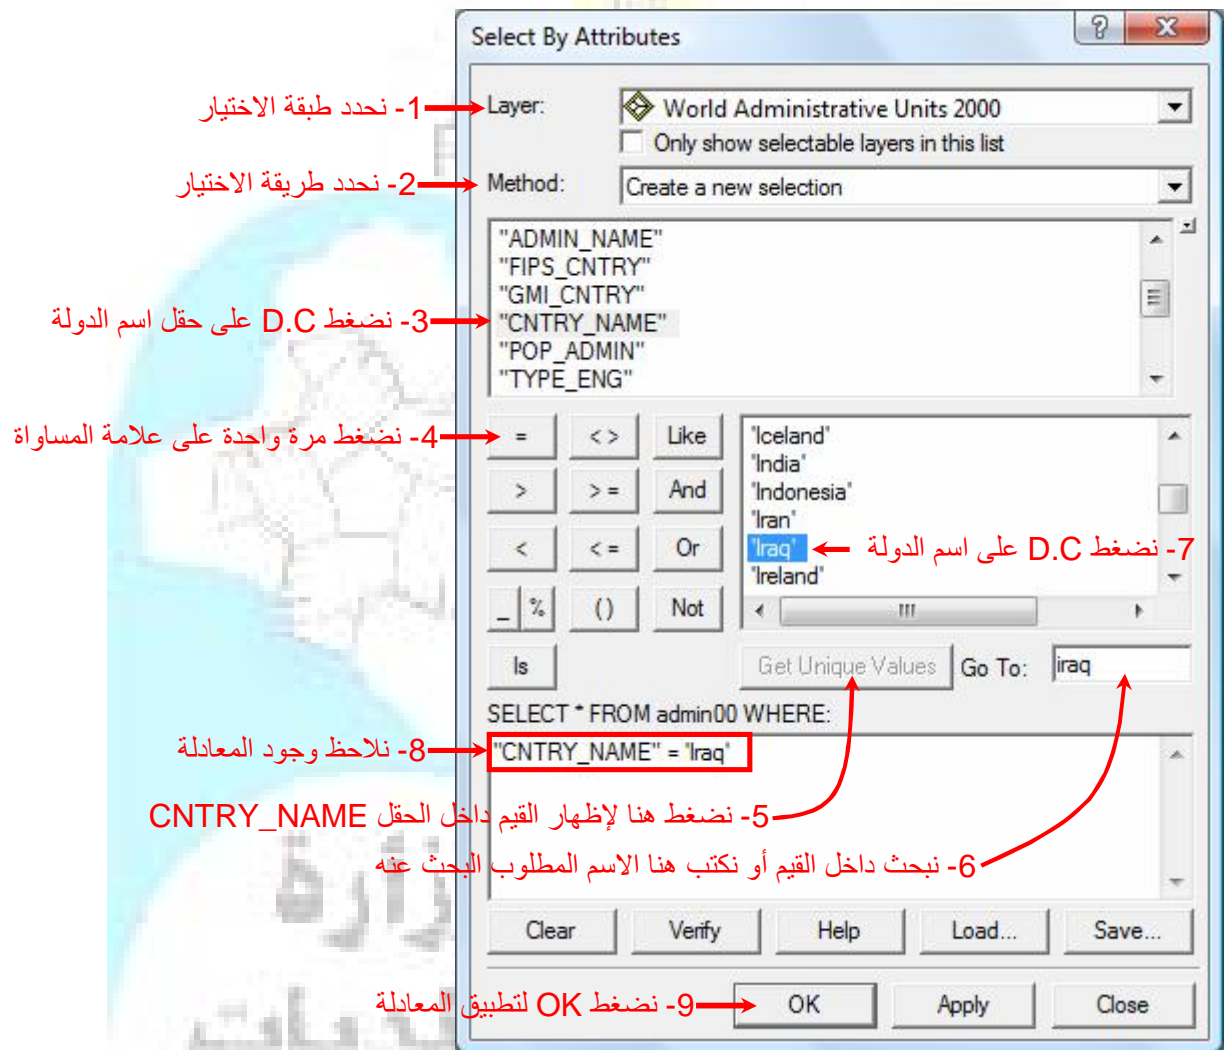 Select By Attributes
1- نحدد طبقة الاختيار
Layer:
World Administrative Units 2000
Only show selectable layers in this list
2- نحدد طريقة الاختيار
Method:
Create a new selection
"ADMIN_NAME"
"FIPS_CNTRY"
"GMI_CNTRY"
3- نضغط D.C على حقل اسم الدولة
"CNTRY_NAME"
"POP_ADMIN"
"TYPE_ENG"
4- نضغط مرة واحدة على علامة المساواة
= <> Like
> >= And
< <= Or
_ % () Not
Is
'Iceland'
'India'
'Indonesia'
'Iran'
'Iraq'
7- نضغط D.C على اسم الدولة
'Ireland'
Get Unique Values Go To: iraq
SELECT * FROM admin00 WHERE:
8- نلاحظ وجود المعادلة
"CNTRY_NAME" = 'Iraq'
5- نضغط هنا لإظهار القيم داخل الحقل CNTRY_NAME
6- نبحث داخل القيم أو نكتب هنا الاسم المطلوب البحث عنه
Clear Verify Help Load... Save...
9- نضغط OK لتطبيق المعادلة
OK Apply Close